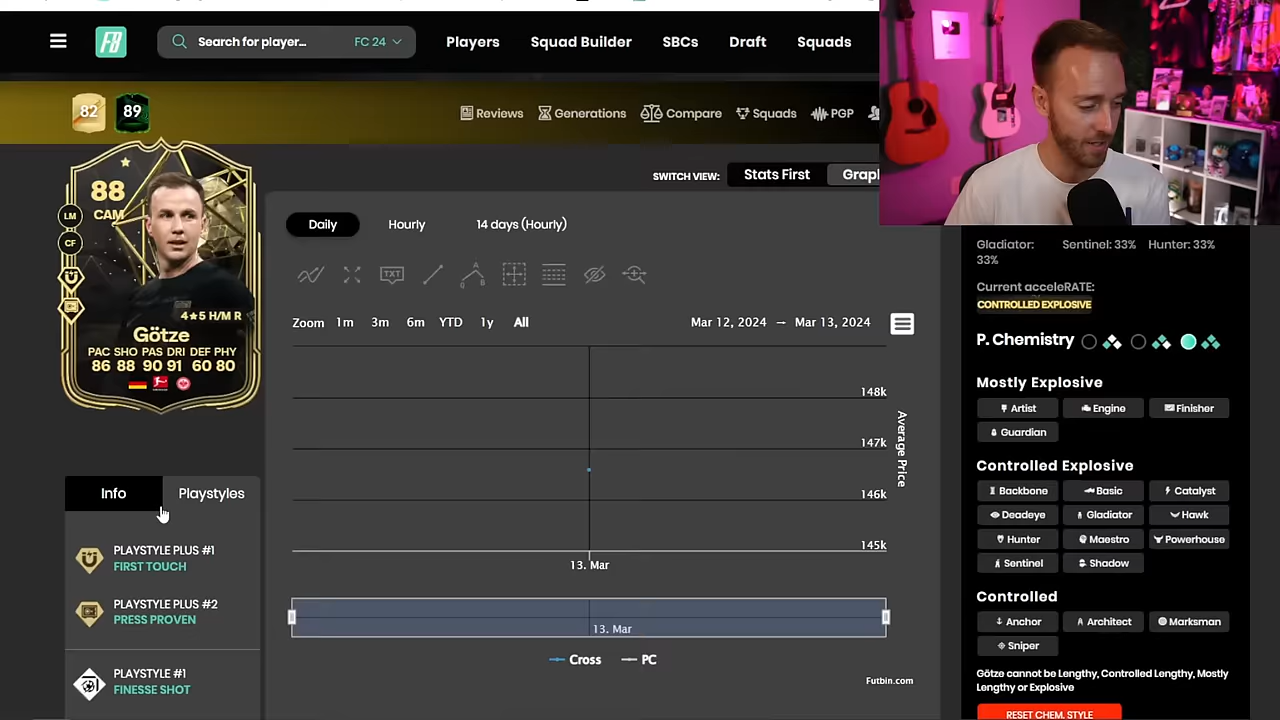 FB
Search for player...
FC 24
Players
Squad Builder
SBCs
Draft
Squads
82
89
Reviews
Generations
Compare
Squads
PGP
88
CAM
LM
CF
4★5 H/M R
Götze
PAC SHO PAS DRI DEF PHY
86 88 90 91 60 80
SWITCH VIEW:
Stats First
Graph
Daily
Hourly
14 days (Hourly)
TXT
Zoom
1m
3m
6m
YTD
1y
All
Mar 12, 2024 → Mar 13, 2024
148k
147k
146k
145k
Average Price
13. Mar
13. Mar
Cross
PC
Futbin.com
Info
Playstyles
PLAYSTYLE PLUS #1
FIRST TOUCH
PLAYSTYLE PLUS #2
PRESS PROVEN
PLAYSTYLE #1
FINESSE SHOT
Gladiator: Sentinel: 33% Hunter: 33%
33%
Current acceleRATE:
CONTROLLED EXPLOSIVE
P. Chemistry
Mostly Explosive
Artist
Engine
Finisher
Guardian
Controlled Explosive
Backbone
Basic
Catalyst
Deadeye
Gladiator
Hawk
Hunter
Maestro
Powerhouse
Sentinel
Shadow
Controlled
Anchor
Architect
Marksman
Sniper
Götze cannot be Lengthy, Controlled Lengthy, Mostly
Lengthy or Explosive
RESET CHEM. STYLE